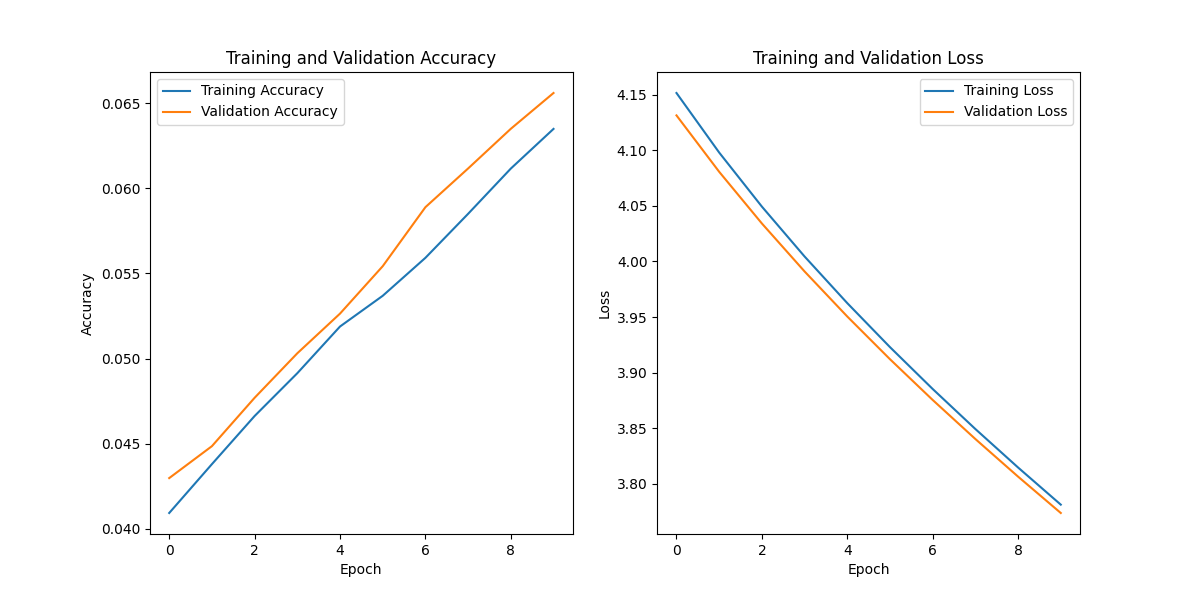 Training and Validation Accuracy
Training Accuracy
Validation Accuracy
0.065
0.060
0.055
0.050
0.045
0.040
Accuracy
0 2 4 6 8
Epoch
Training and Validation Loss
Training Loss
Validation Loss
4.15
4.10
4.05
4.00
3.95
3.90
3.85
3.80
Loss
0 2 4 6 8
Epoch